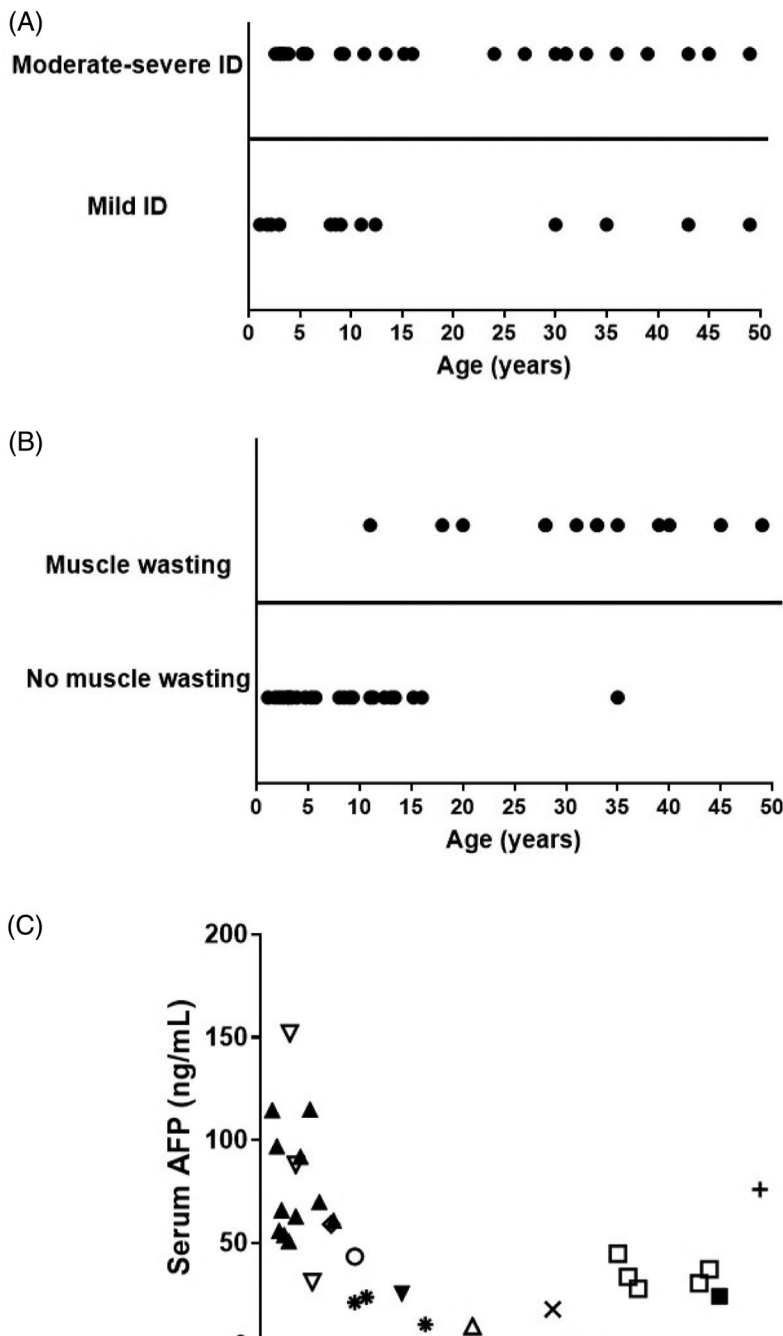 (A)
Moderate-severe ID
Mild ID
0 5 10 15 20 25 30 35 40 45 50
Age (years)
(B)
Muscle wasting
No muscle wasting
0 5 10 15 20 25 30 35 40 45 50
Age (years)
(C)
200
150
100
50
Serum AFP (ng/mL)